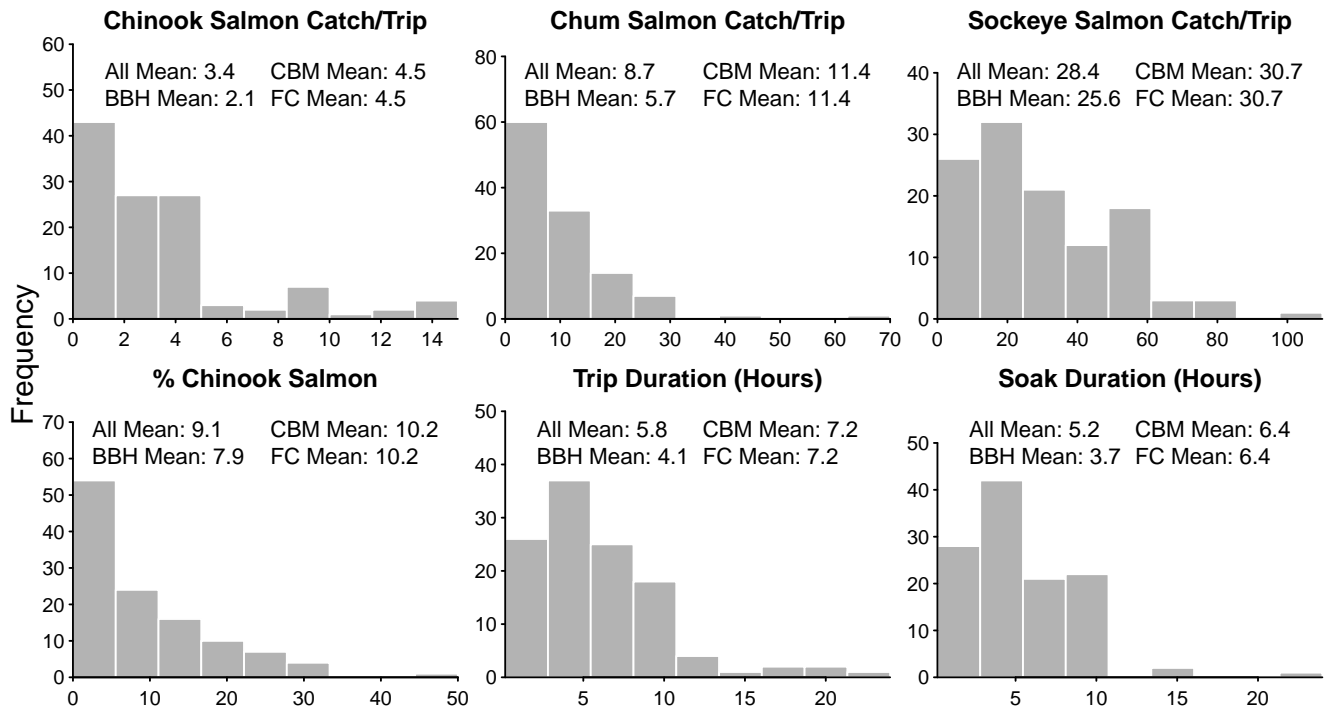 Chinook Salmon Catch/Trip
All Mean: 3.4 CBM Mean: 4.5
BBH Mean: 2.1 FC Mean: 4.5
60
50
40
30
20
10
0
0 2 4 6 8 10 12 14
Chum Salmon Catch/Trip
All Mean: 8.7 CBM Mean: 11.4
BBH Mean: 5.7 FC Mean: 11.4
80
60
40
20
0
0 10 20 30 40 50 60 70
Sockeye Salmon Catch/Trip
All Mean: 28.4 CBM Mean: 30.7
BBH Mean: 25.6 FC Mean: 30.7
40
30
20
10
0
0 20 40 60 80 100
Frequency
% Chinook Salmon
All Mean: 9.1 CBM Mean: 10.2
BBH Mean: 7.9 FC Mean: 10.2
70
60
50
40
30
20
10
0
0 10 20 30 40 50
Trip Duration (Hours)
All Mean: 5.8 CBM Mean: 7.2
BBH Mean: 4.1 FC Mean: 7.2
50
40
30
20
10
0
5 10 15 20
Soak Duration (Hours)
All Mean: 5.2 CBM Mean: 6.4
BBH Mean: 3.7 FC Mean: 6.4
50
40
30
20
10
0
5 10 15 20